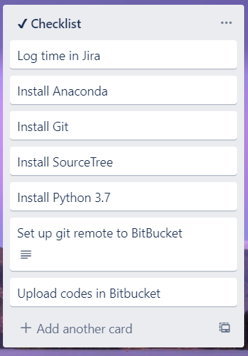 ✓ Checklist
Log time in Jira
Install Anaconda
Install Git
Install SourceTree
Install Python 3.7
Set up git remote to BitBucket
Upload codes in Bitbucket
+ Add another card